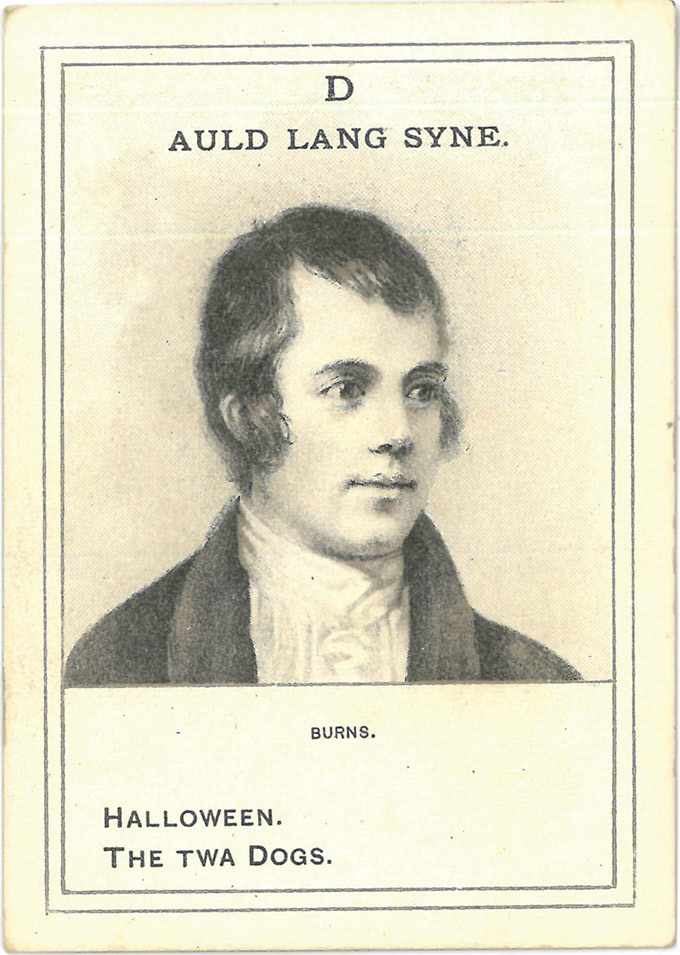 D
AULD LANG SYNE.
BURNS.
HALLOWEEN.
THE TWA DOGS.